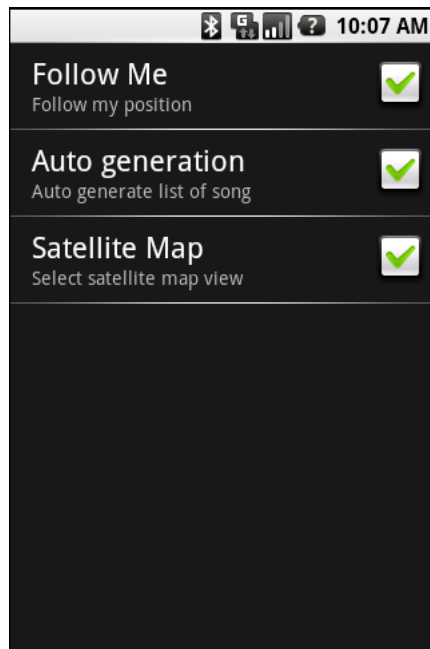 G ? 10:07 AM
Follow Me
Follow my position
Auto generation
Auto generate list of song
Satellite Map
Select satellite map view